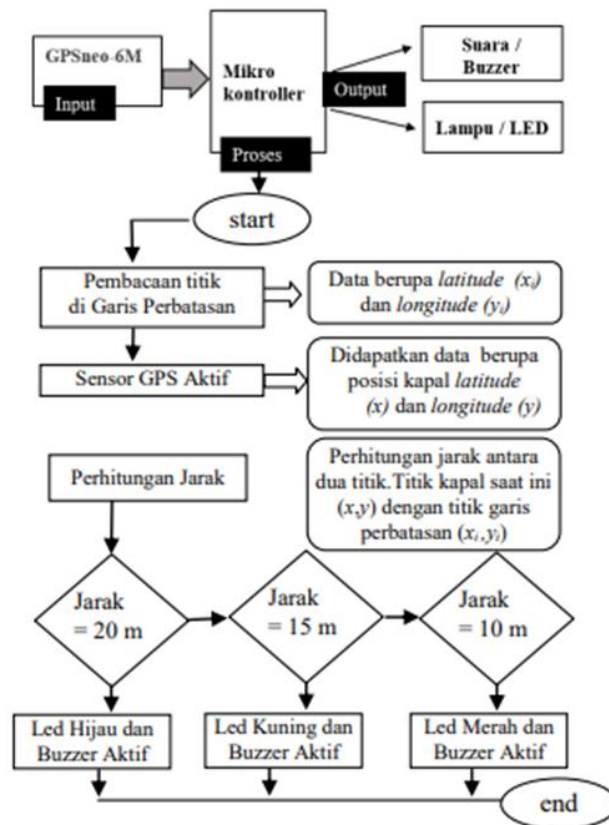 GPSneo-6M
Input
Mikro
kontroller
Proses
Output
Suara /
Buzzer
Lampu / LED
start
Pembacaan titik
di Garis Perbatasan
Data berupa latitude (xᵢ)
dan longitude (yᵢ)
Sensor GPS Aktif
Didapatkan data berupa
posisi kapal latitude
(x) dan longitude (y)
Perhitungan Jarak
Perhitungan jarak antara
dua titik.Titik kapal saat ini
(x,y) dengan titik garis
perbatasan (xᵢ,yᵢ)
Jarak
= 20 m
Jarak
= 15 m
Jarak
= 10 m
Led Hijau dan
Buzzer Aktif
Led Kuning dan
Buzzer Aktif
Led Merah dan
Buzzer Aktif
end